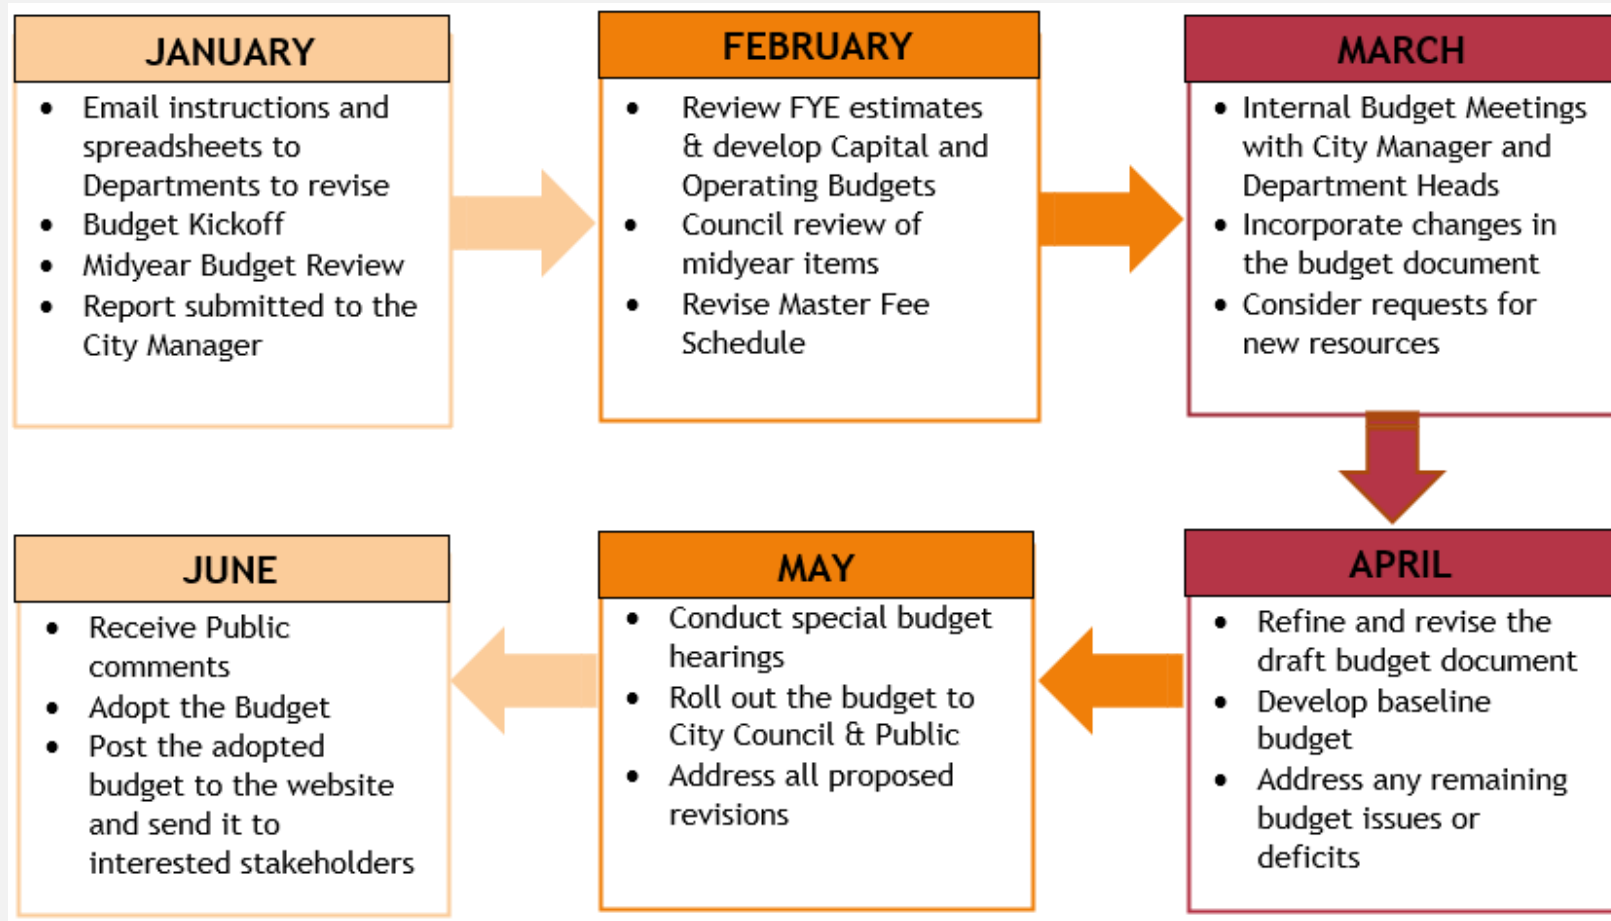 JANUARY
• Email instructions and
spreadsheets to
Departments to revise
• Budget Kickoff
• Midyear Budget Review
• Report submitted to the
City Manager
FEBRUARY
• Review FYE estimates
& develop Capital and
Operating Budgets
• Council review of
midyear items
• Revise Master Fee
Schedule
MARCH
• Internal Budget Meetings
with City Manager and
Department Heads
• Incorporate changes in
the budget document
• Consider requests for
new resources
APRIL
• Refine and revise the
draft budget document
• Develop baseline
budget
• Address any remaining
budget issues or
deficits
MAY
• Conduct special budget
hearings
• Roll out the budget to
City Council & Public
• Address all proposed
revisions
JUNE
• Receive Public
comments
• Adopt the Budget
• Post the adopted
budget to the website
and send it to
interested stakeholders